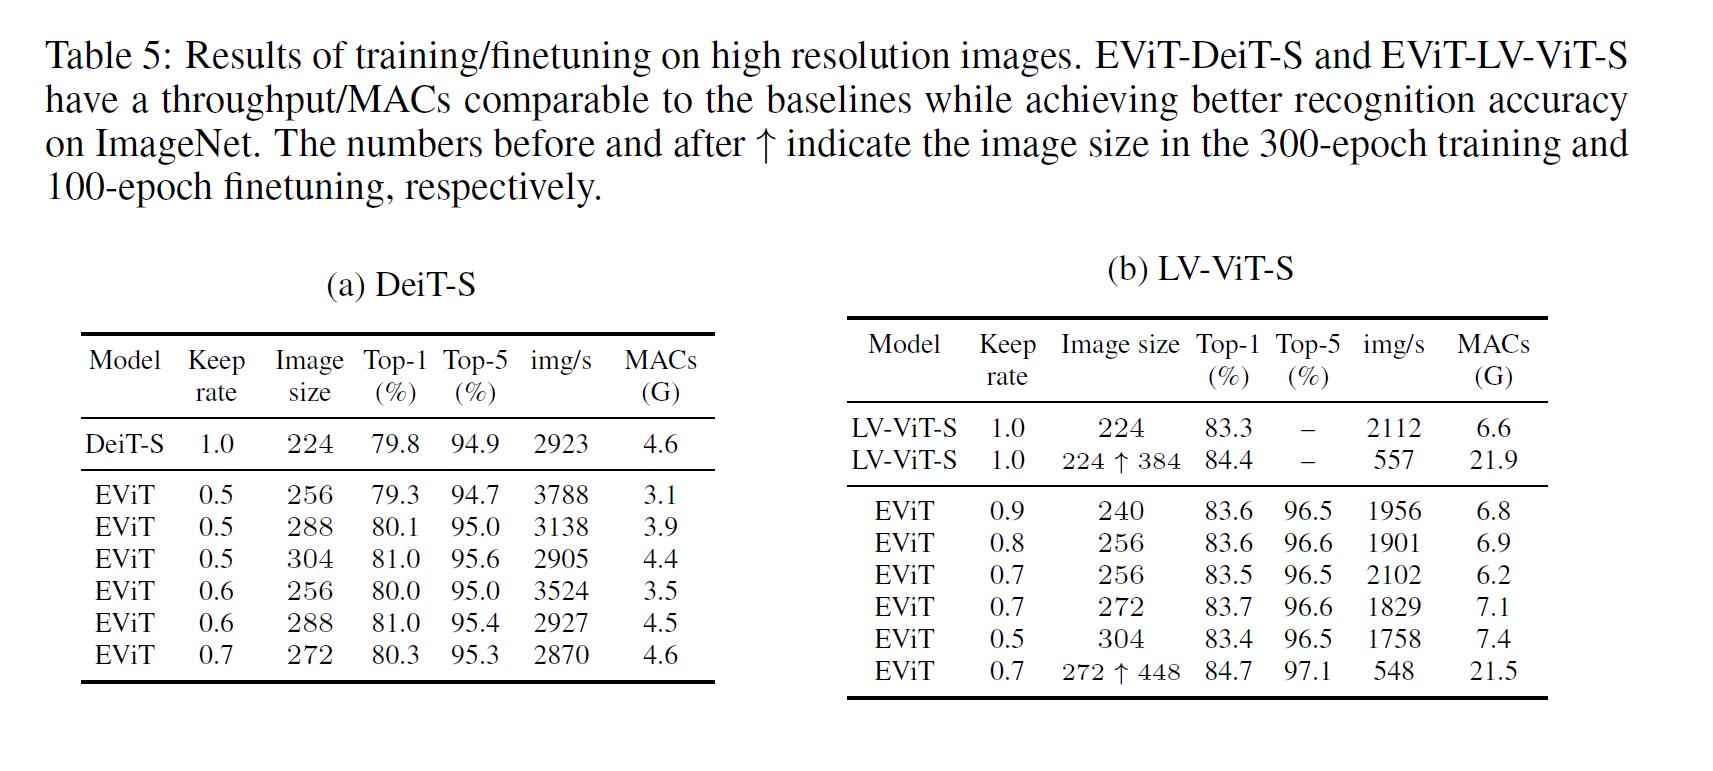 Table 5: Results of training/finetuning on high resolution images. EViT-DeiT-S and EViT-LV-ViT-S
have a throughput/MACs comparable to the baselines while achieving better recognition accuracy
on ImageNet. The numbers before and after ↑ indicate the image size in the 300-epoch training and
100-epoch finetuning, respectively.
(a) DeiT-S
Model Keep Image Top-1 Top-5 img/s MACs
rate size (%) (%) (G)
DeiT-S 1.0 224 79.8 94.9 2923 4.6
EViT 0.5 256 79.3 94.7 3788 3.1
EViT 0.5 288 80.1 95.0 3138 3.9
EViT 0.5 304 81.0 95.6 2905 4.4
EViT 0.6 256 80.0 95.0 3524 3.5
EViT 0.6 288 81.0 95.4 2927 4.5
EViT 0.7 272 80.3 95.3 2870 4.6
(b) LV-ViT-S
Model Keep Image size Top-1 Top-5 img/s MACs
rate (%) (%) (G)
LV-ViT-S 1.0 224 83.3 – 2112 6.6
LV-ViT-S 1.0 224 ↑ 384 84.4 – 557 21.9
EViT 0.9 240 83.6 96.5 1956 6.8
EViT 0.8 256 83.6 96.6 1901 6.9
EViT 0.7 256 83.5 96.5 2102 6.2
EViT 0.7 272 83.7 96.6 1829 7.1
EViT 0.5 304 83.4 96.5 1758 7.4
EViT 0.7 272 ↑ 448 84.7 97.1 548 21.5